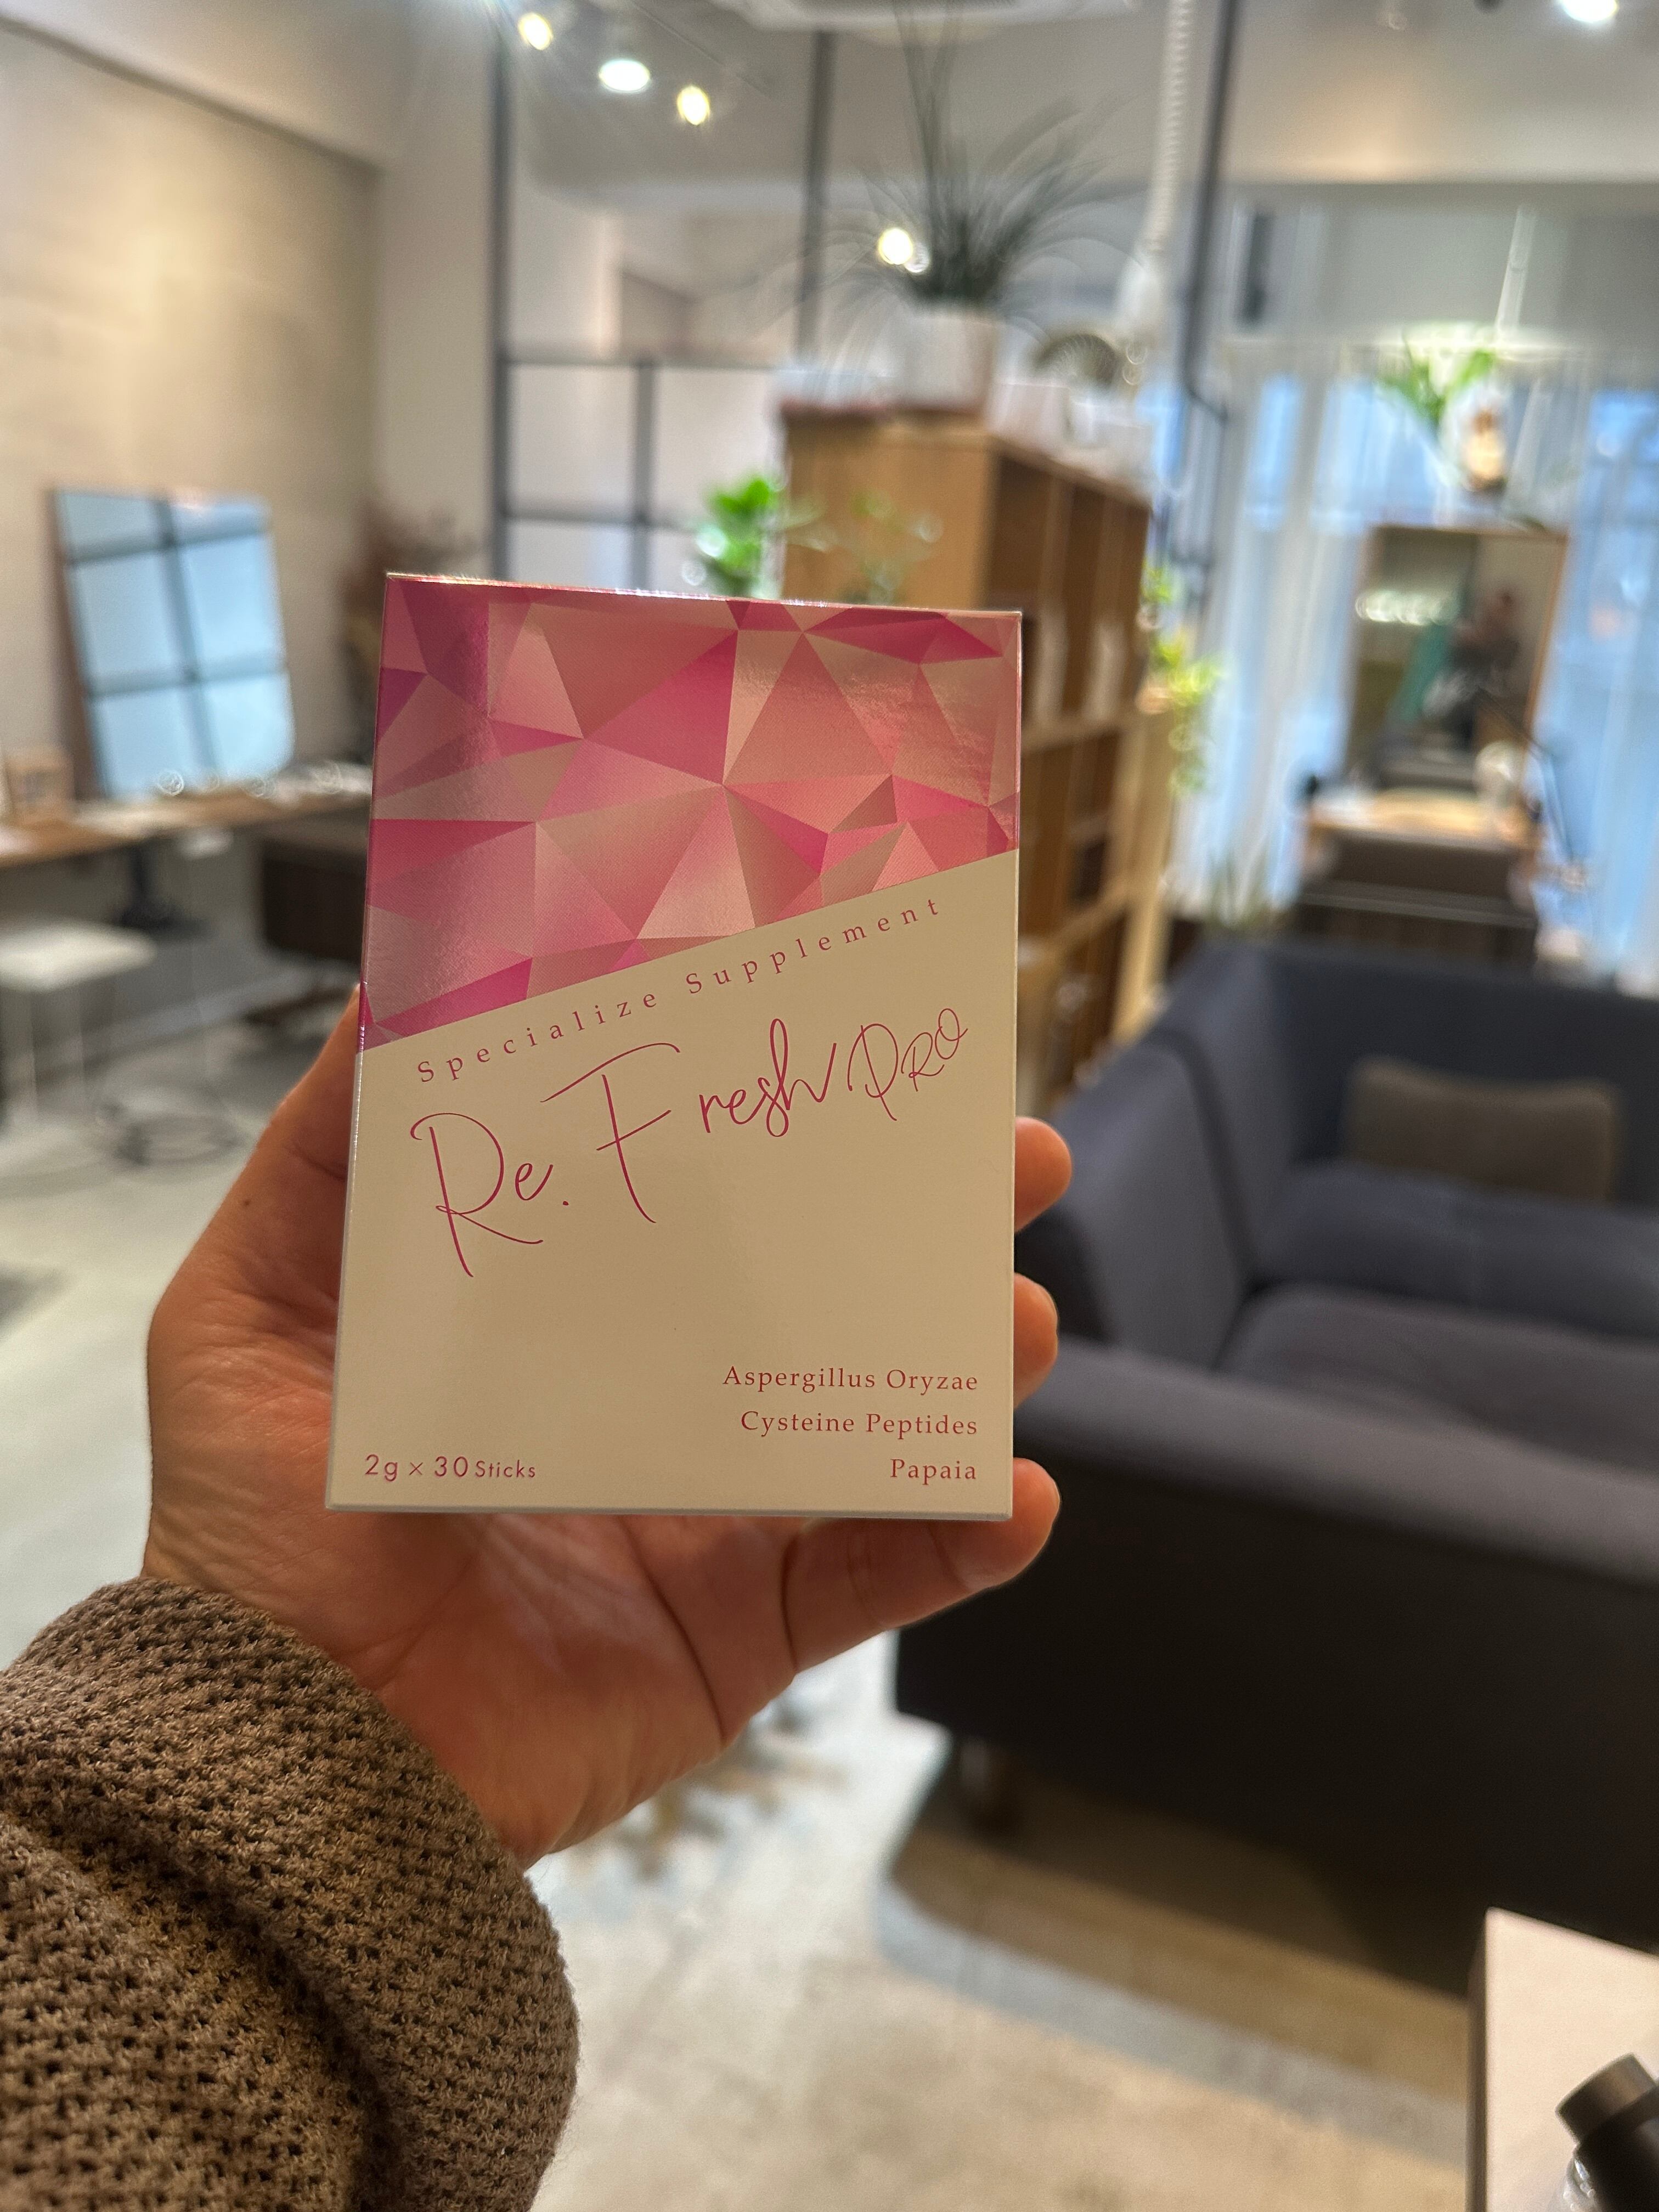 Specialize Supplement
Re.Fresh PRO
Aspergillus Oryzae
Cysteine Peptides
Papaia
2g × 30 Sticks